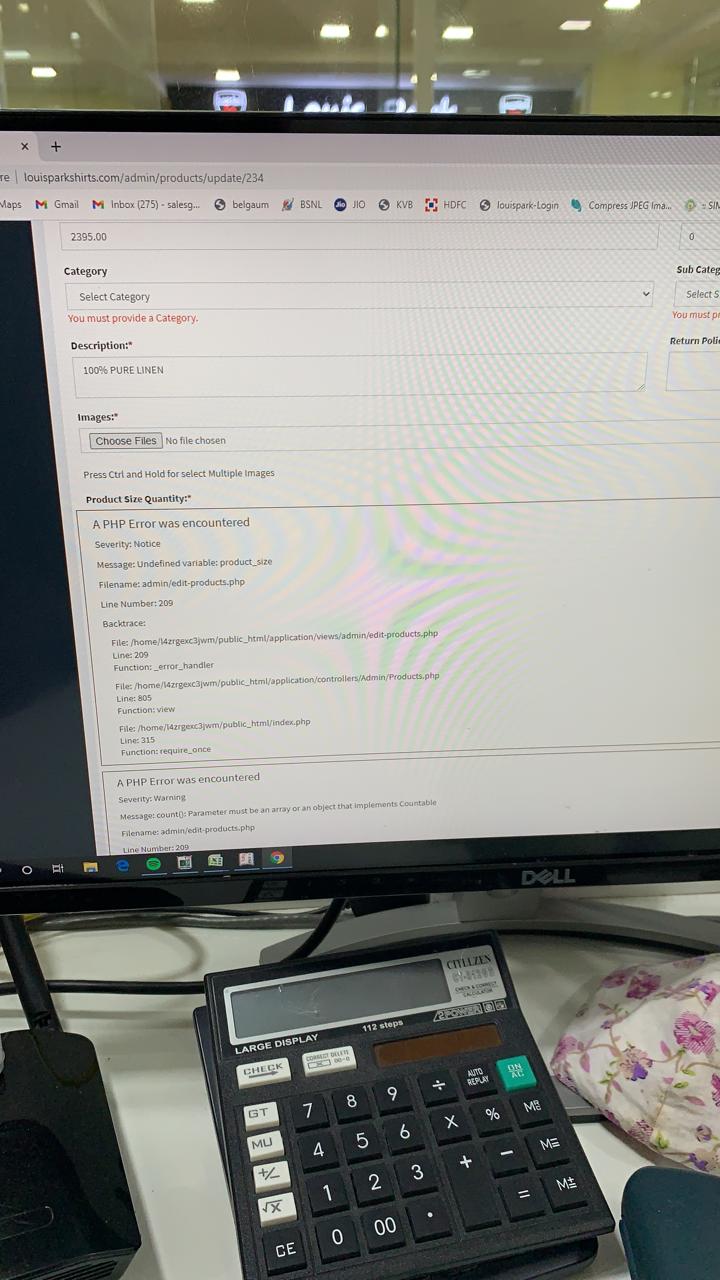 Louis Park
×
+
re | louisparkshirts.com/admin/products/update/234
Maps Gmail Inbox (275) - salesg... belgaum BSNL Jio JIO KVB HDFC louispark-Login Compress JPEG Ima... :: SIM
2395.00 0
Category Sub Categ
Select Category Select S
You must provide a Category. You must pr
Description:* Return Polic
100% PURE LINEN
Images:*
Choose Files No file chosen
Press Ctrl and Hold for select Multiple Images
Product Size Quantity:*
A PHP Error was encountered
Severity: Notice
Message: Undefined variable: product_size
Filename: admin/edit-products.php
Line Number: 209
Backtrace:
File: /home/l4zrgexc3jwm/public_html/application/views/admin/edit-products.php
Line: 209
Function: _error_handler
File: /home/l4zrgexc3jwm/public_html/application/controllers/Admin/Products.php
Line: 805
Function: view
File: /home/l4zrgexc3jwm/public_html/index.php
Line: 315
Function: require_once
A PHP Error was encountered
Severity: Warning
Message: count(): Parameter must be an array or an object that implements Countable
Filename: admin/edit-products.php
Line Number: 209
DELL
CHECK & CORRECT
CALCULATOR
2POWER
LARGE DISPLAY 112 steps
CHECK CORRECT DELETE 00→0
GT 7 8 9 ÷ AUTO REPLAY ON AC
MU 4 5 6 X %
+/− 1 2 3 + −
√X 0 00 · =
CE